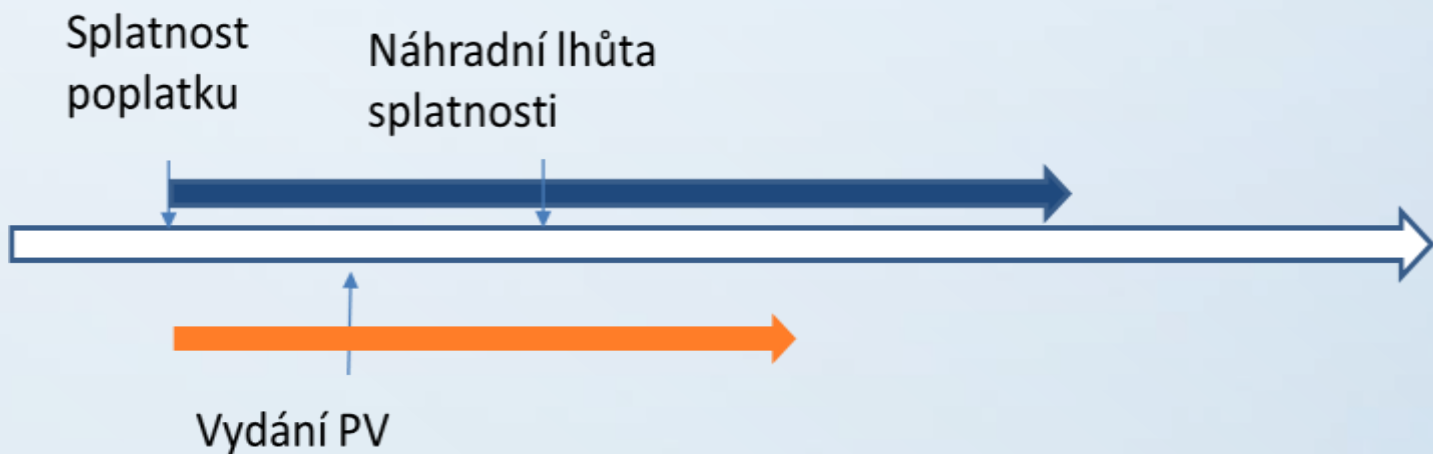 Splatnost
poplatku
Náhradní lhůta
splatnosti
Vydání PV